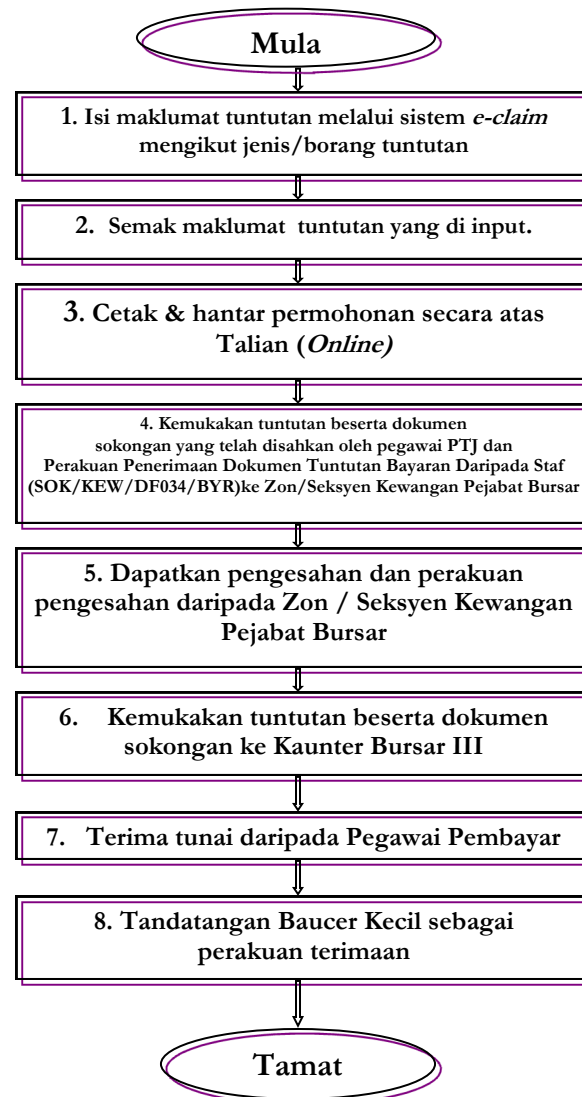 Mula
1. Isi maklumat tuntutan melalui sistem e-claim
mengikut jenis/borang tuntutan
2. Semak maklumat tuntutan yang di input.
3. Cetak & hantar permohonan secara atas
Talian (Online)
4. Kemukakan tuntutan beserta dokumen
sokongan yang telah disahkan oleh pegawai PTJ dan
Perakuan Penerimaan Dokumen Tuntutan Bayaran Daripada Staf
(SOK/KEW/DF034/BYR)ke Zon/Seksyen Kewangan Pejabat Bursar
5. Dapatkan pengesahan dan perakuan
pengesahan daripada Zon / Seksyen Kewangan
Pejabat Bursar
6. Kemukakan tuntutan beserta dokumen
sokongan ke Kaunter Bursar III
7. Terima tunai daripada Pegawai Pembayar
8. Tandatangan Baucer Kecil sebagai
perakuan terimaan
Tamat